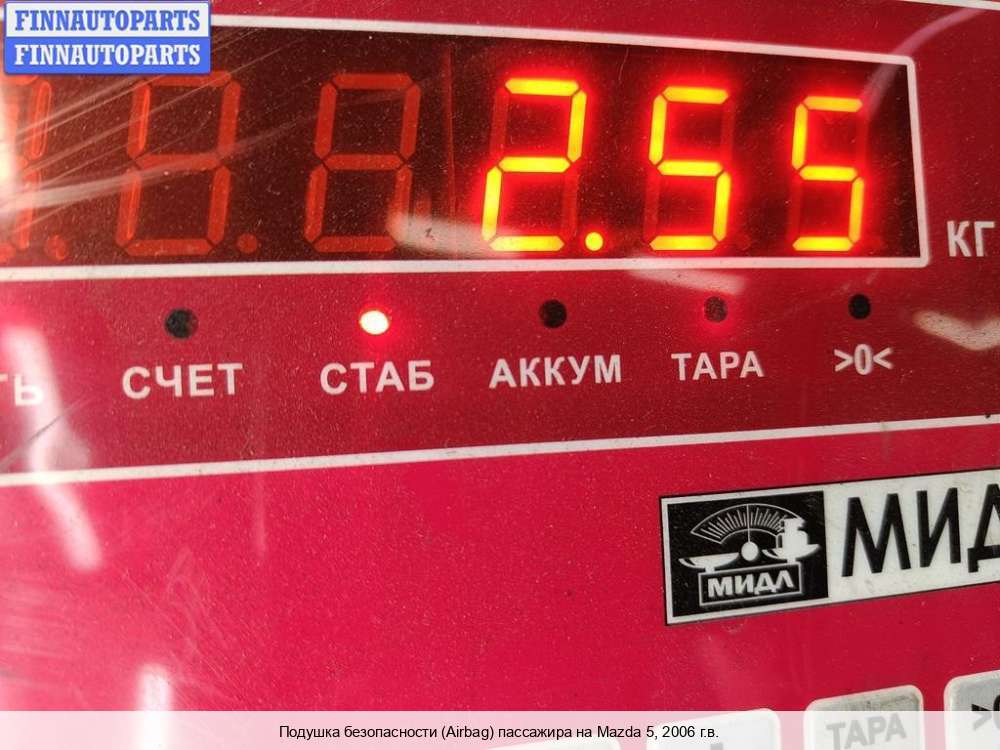 FINNAUTOPARTS
FINNAUTOPARTS
2.55
КГ
СЧЕТ СТАБ АККУМ ТАРА >0<
МИДЛ
ТАРА
Подушка безопасности (Airbag) пассажира на Mazda 5, 2006 г.в.